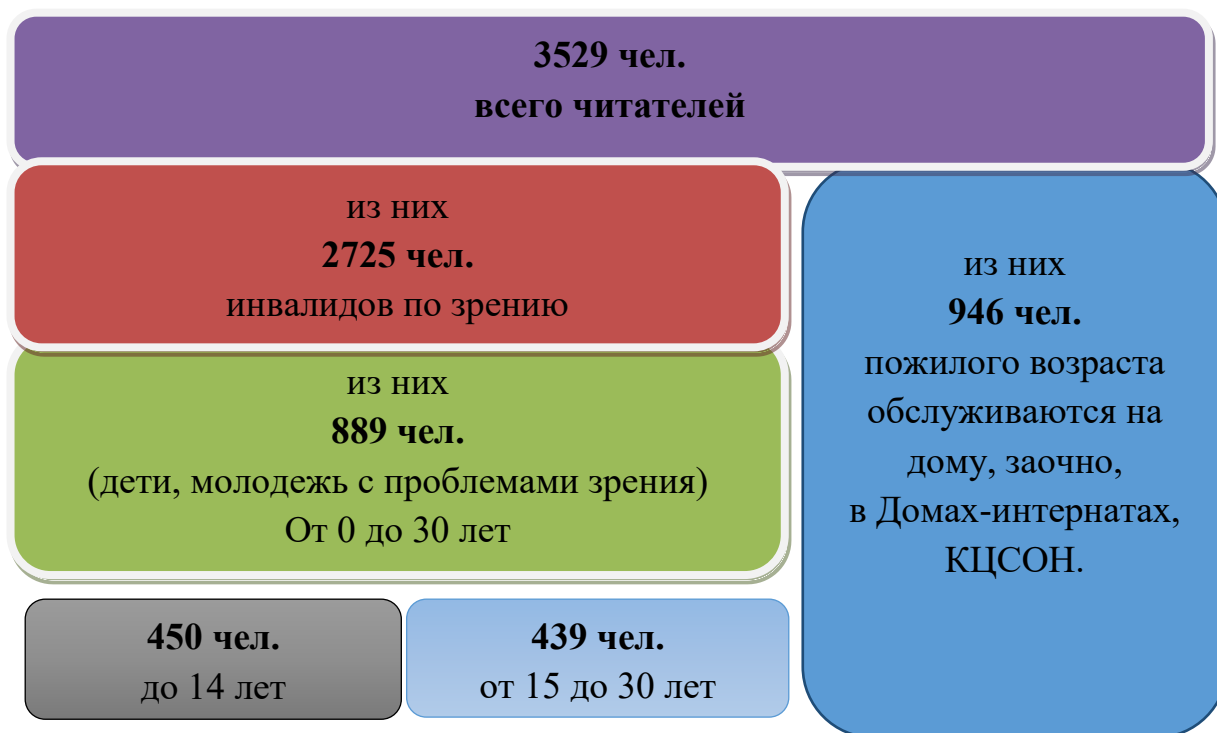 3529 чел.
всего читателей
из них
2725 чел.
инвалидов по зрению
из них
889 чел.
(дети, молодежь с проблемами зрения)
От 0 до 30 лет
450 чел.
до 14 лет
439 чел.
от 15 до 30 лет
из них
946 чел.
пожилого возраста
обслуживаются на
дому, заочно,
в Домах-интернатах,
КЦСОН.